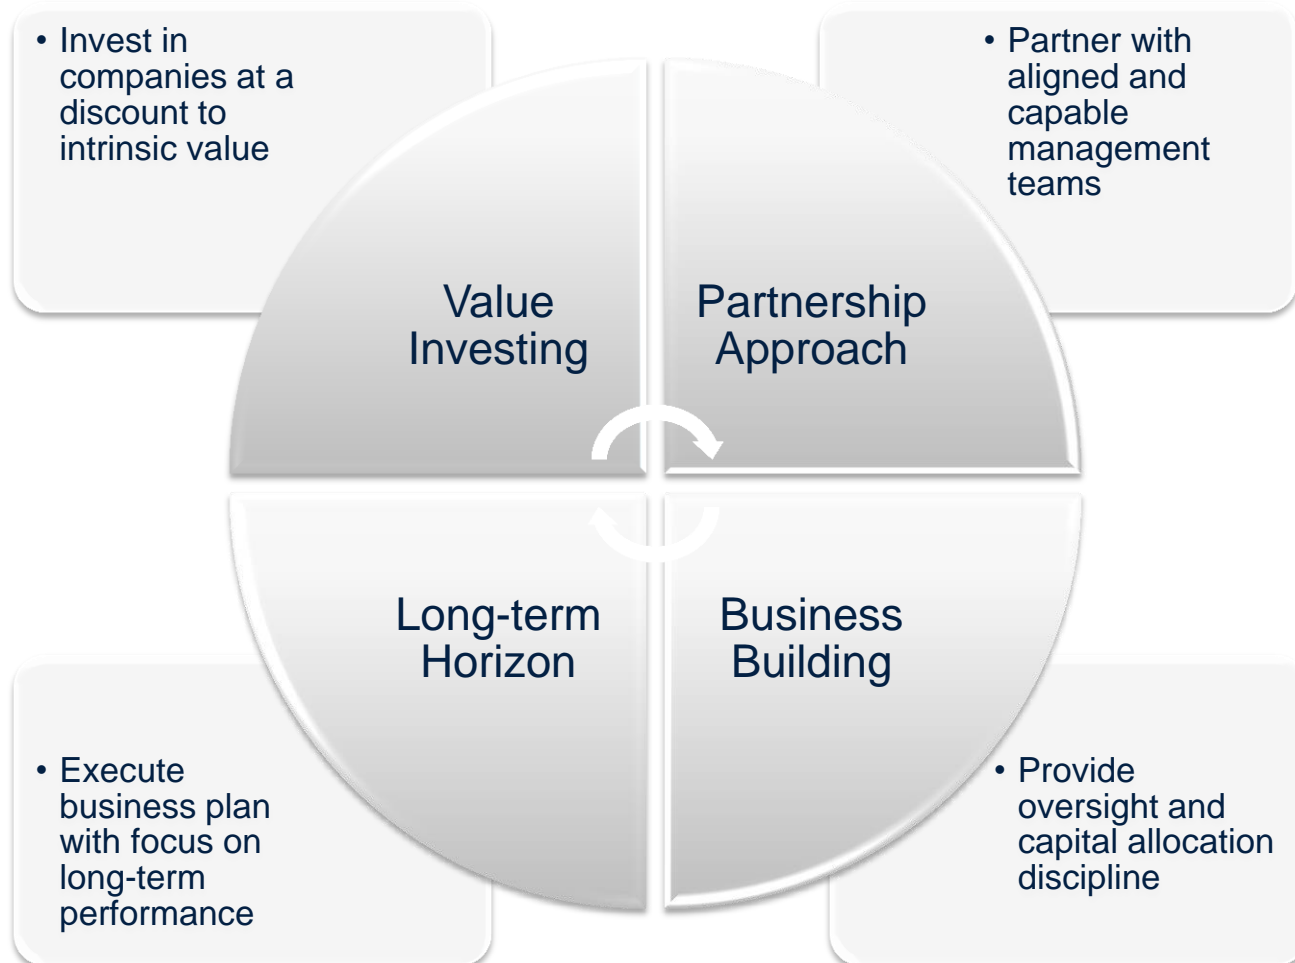 • Invest in
companies at a
discount to
intrinsic value
• Partner with
aligned and
capable
management
teams
Value
Investing
Partnership
Approach
Long-term
Horizon
Business
Building
• Execute
business plan
with focus on
long-term
performance
• Provide
oversight and
capital allocation
discipline